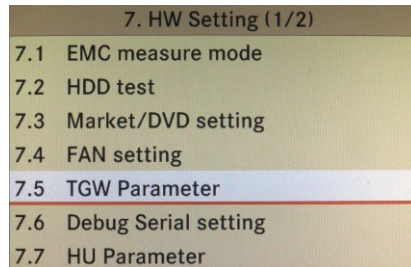 7. HW Setting (1/2)
7.1 EMC measure mode
7.2 HDD test
7.3 Market/DVD setting
7.4 FAN setting
7.5 TGW Parameter
7.6 Debug Serial setting
7.7 HU Parameter